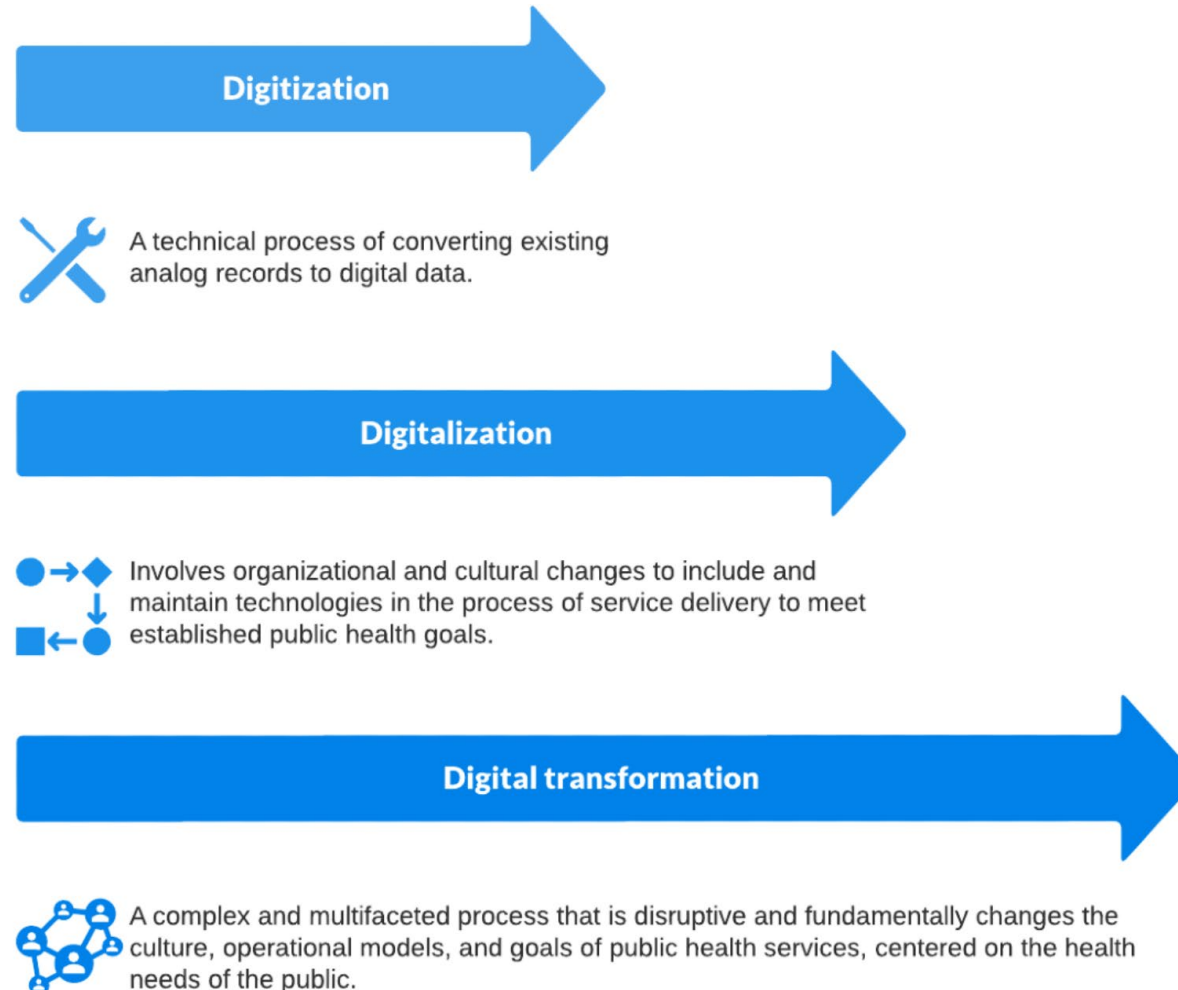 Digitization
A technical process of converting existing
analog records to digital data.
Digitalization
Involves organizational and cultural changes to include and
maintain technologies in the process of service delivery to meet
established public health goals.
Digital transformation
A complex and multifaceted process that is disruptive and fundamentally changes the
culture, operational models, and goals of public health services, centered on the health
needs of the public.